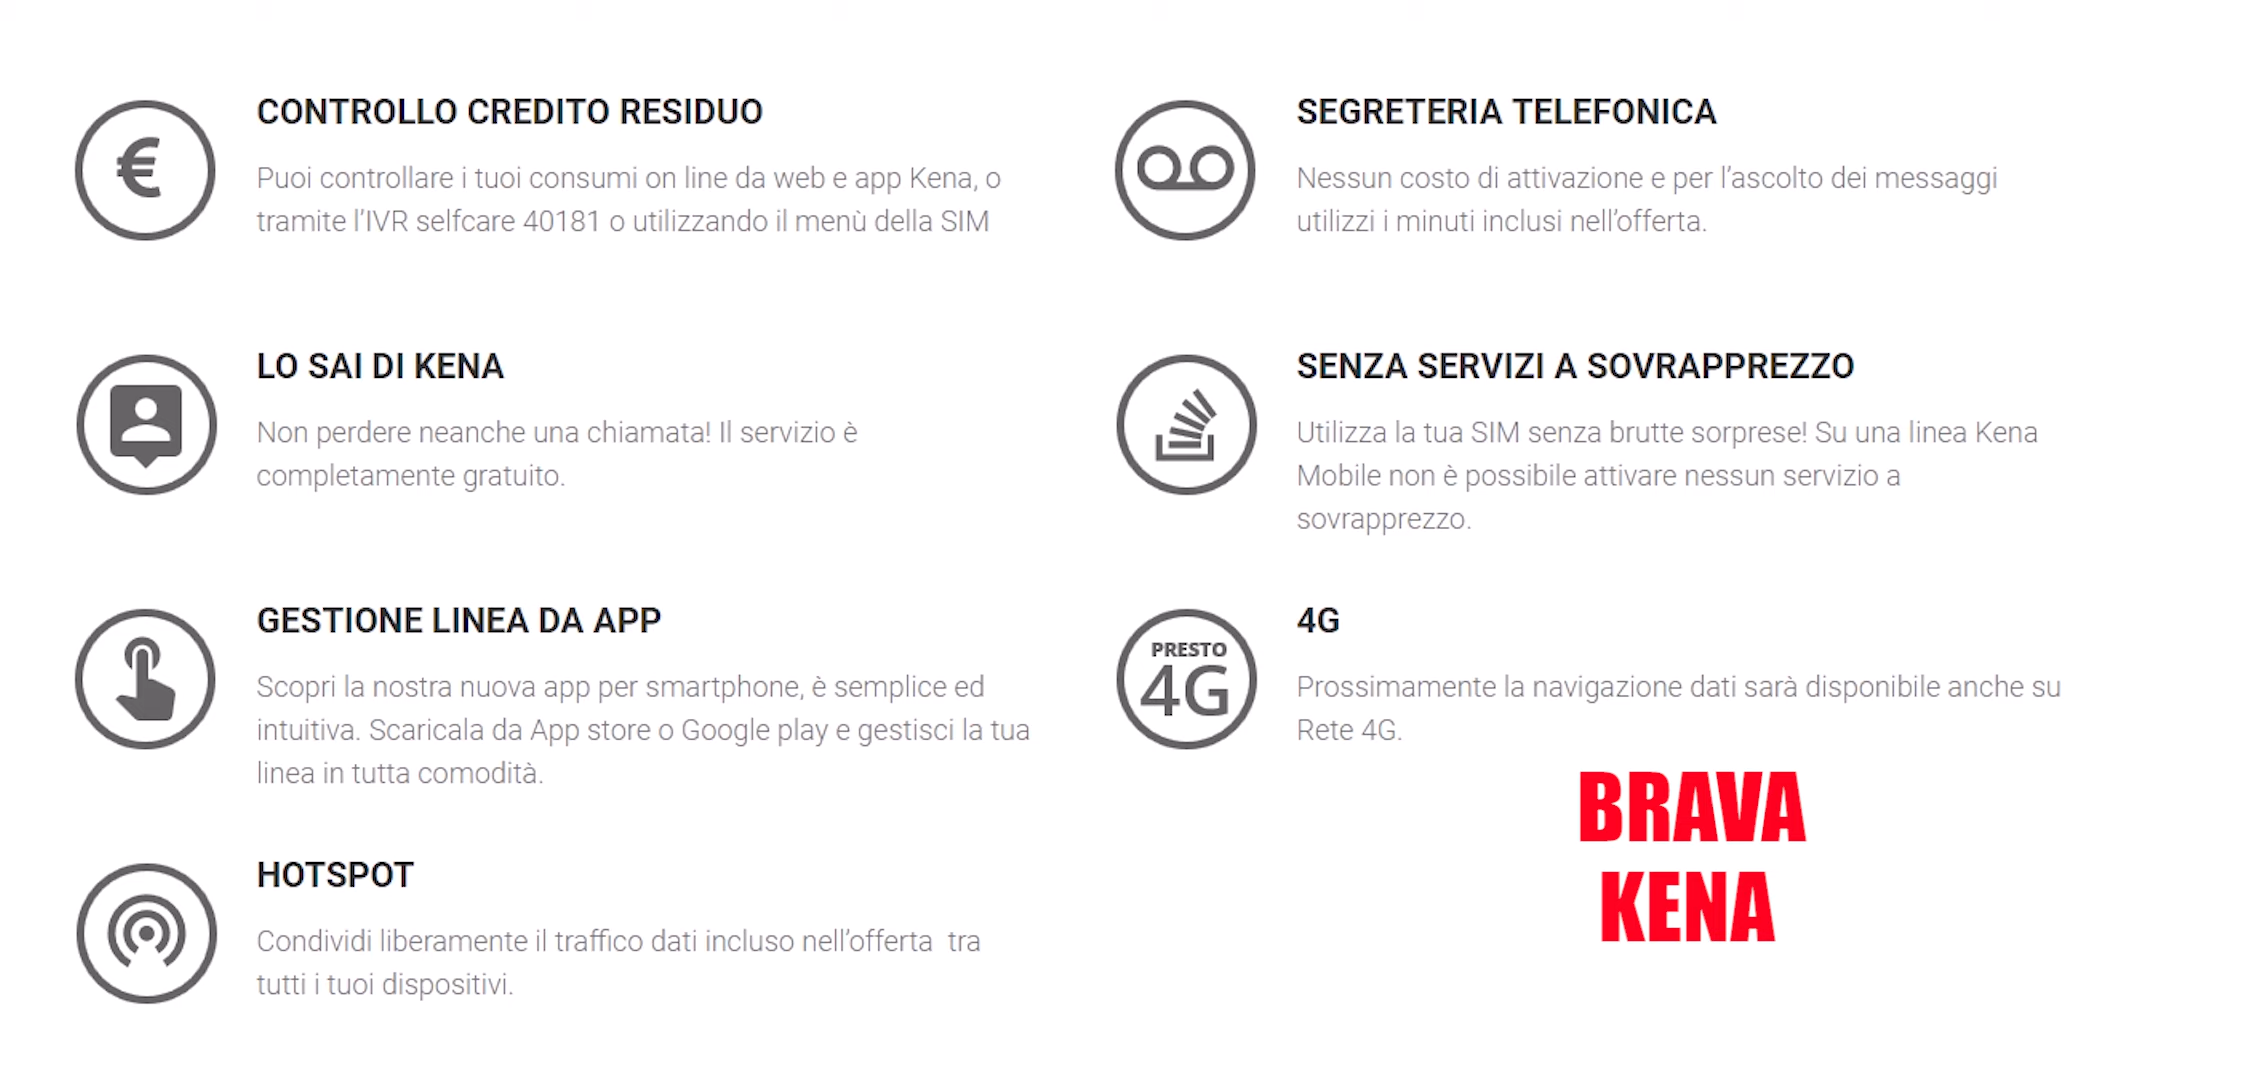 CONTROLLO CREDITO RESIDUO
Puoi controllare i tuoi consumi on line da web e app Kena, o
tramite l’IVR selfcare 40181 o utilizzando il menù della SIM
SEGRETERIA TELEFONICA
Nessun costo di attivazione e per l’ascolto dei messaggi
utilizzi i minuti inclusi nell’offerta.
LO SAI DI KENA
Non perdere neanche una chiamata! Il servizio è
completamente gratuito.
SENZA SERVIZI A SOVRAPPREZZO
Utilizza la tua SIM senza brutte sorprese! Su una linea Kena
Mobile non è possibile attivare nessun servizio a
sovrapprezzo.
GESTIONE LINEA DA APP
Scopri la nostra nuova app per smartphone, è semplice ed
intuitiva. Scaricala da App store o Google play e gestisci la tua
linea in tutta comodità.
PRESTO
4G
4G
Prossimamente la navigazione dati sarà disponibile anche su
Rete 4G.
BRAVA
KENA
HOTSPOT
Condividi liberamente il traffico dati incluso nell’offerta  tra
tutti i tuoi dispositivi.